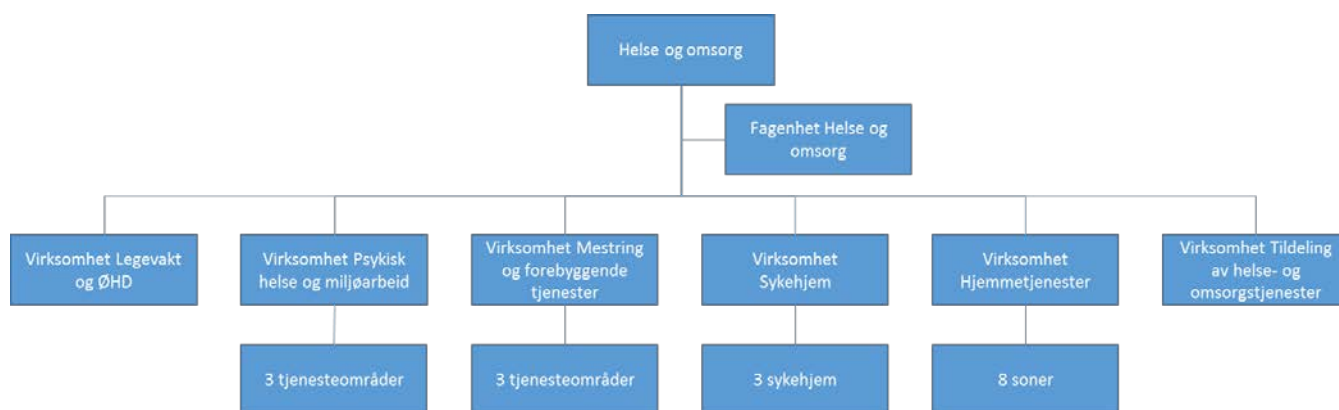 Helse og omsorg
Fagenhet Helse og
omsorg
Virksomhet Legevakt
og ØHD
Virksomhet Psykisk
helse og miljøarbeid
Virksomhet Mestring
og forebyggende
tjenester
Virksomhet
Sykehjem
Virksomhet
Hjemmetjenester
Virksomhet Tildeling
av helse- og
omsorgstjenester
3 tjenesteområder
3 tjenesteområder
3 sykehjem
8 soner